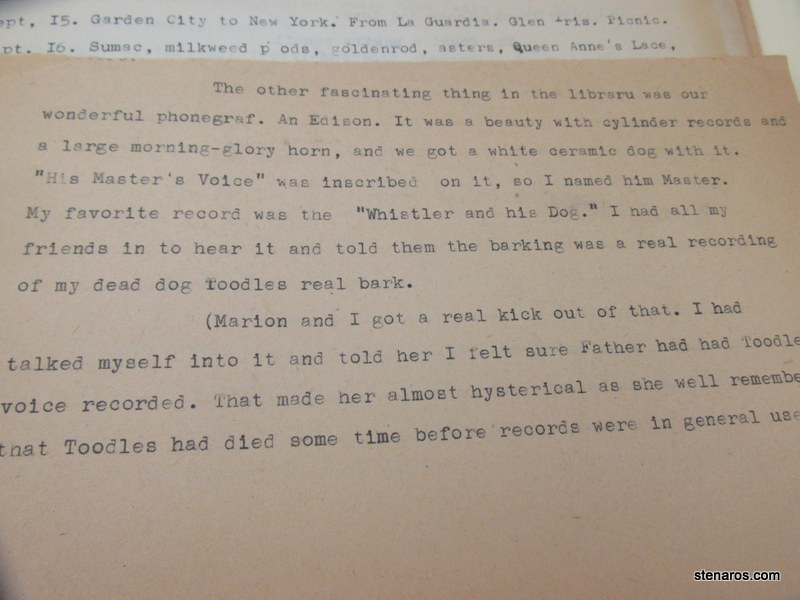 ept, I5. Garden City to New York. From La Guardia. Glen Picnic.
pt. I6. Sumac, milkweed p ods, goldenrod, asters, Queen Anne's Lace,
The other fascinating thing in the libraru was our
wonderful phonegraf. An Edison. It was a beauty with cylinder records and
a large morning-glory horn, and we got a white ceramic dog with it.
"His Master's Voice" was inscribed on it, so I named him Master.
My favorite record was the "Whistler and his Dog." I had all my
friends in to hear it and told them the barking was a real recording
of my dead dog Toodles real bark.
(Marion and I got a real kick out of that. I had
talked myself into it and told her I felt sure Father had had Toodle
voice recorded. That made her almost hysterical as she well remembe
that Toodles had died some time before records were in general use
stenaros.com